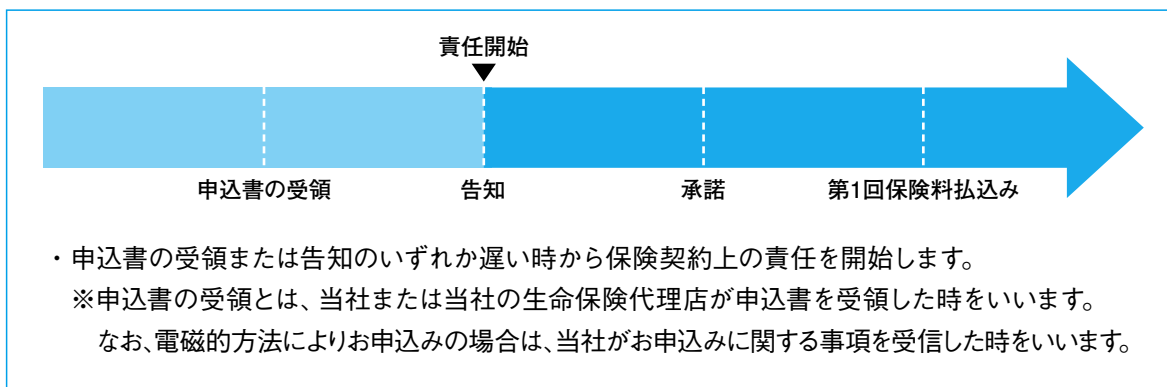 責任開始
申込書の受領
告知
承諾
第1回保険料払込み
・申込書の受領または告知のいずれか遅い時から保険契約上の責任を開始します。
※申込書の受領とは、当社または当社の生命保険代理店が申込書を受領した時をいいます。
なお、電磁的方法によりお申込みの場合は、当社がお申込みに関する事項を受信した時をいいます。